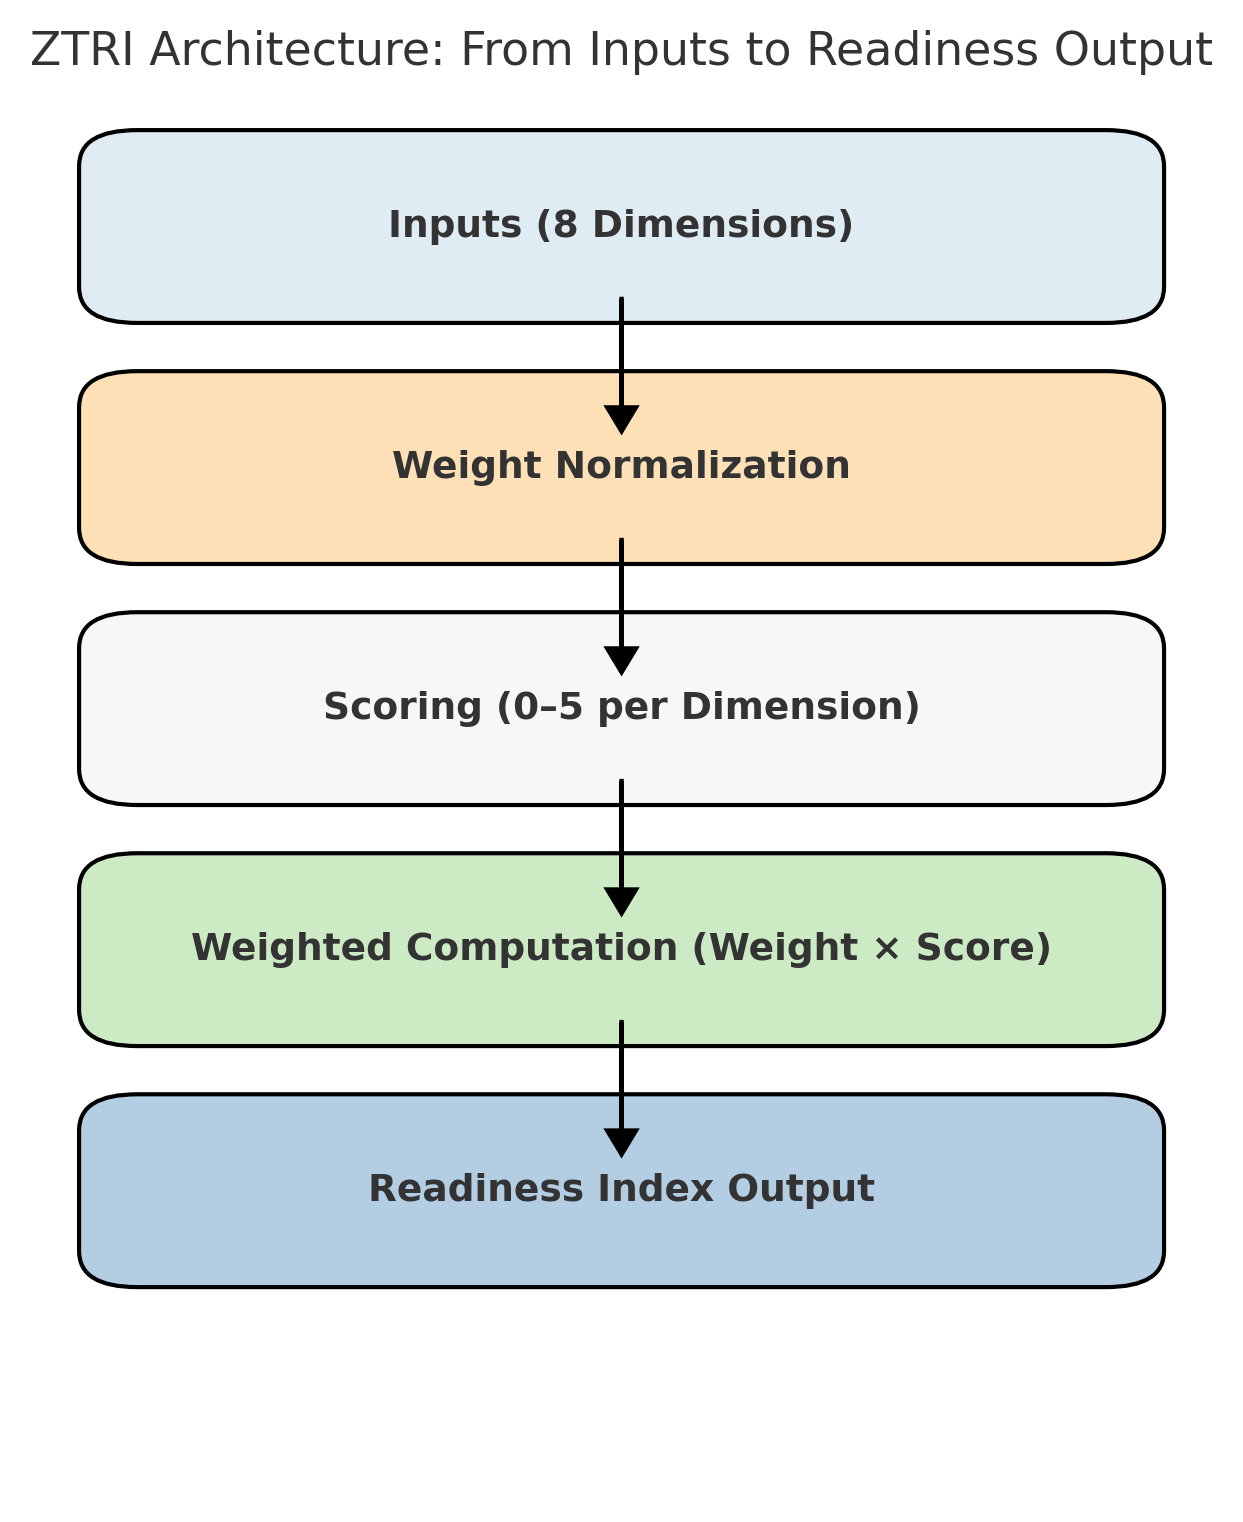 ZTRI Architecture: From Inputs to Readiness Output
Inputs (8 Dimensions)
Weight Normalization
Scoring (0–5 per Dimension)
Weighted Computation (Weight × Score)
Readiness Index Output